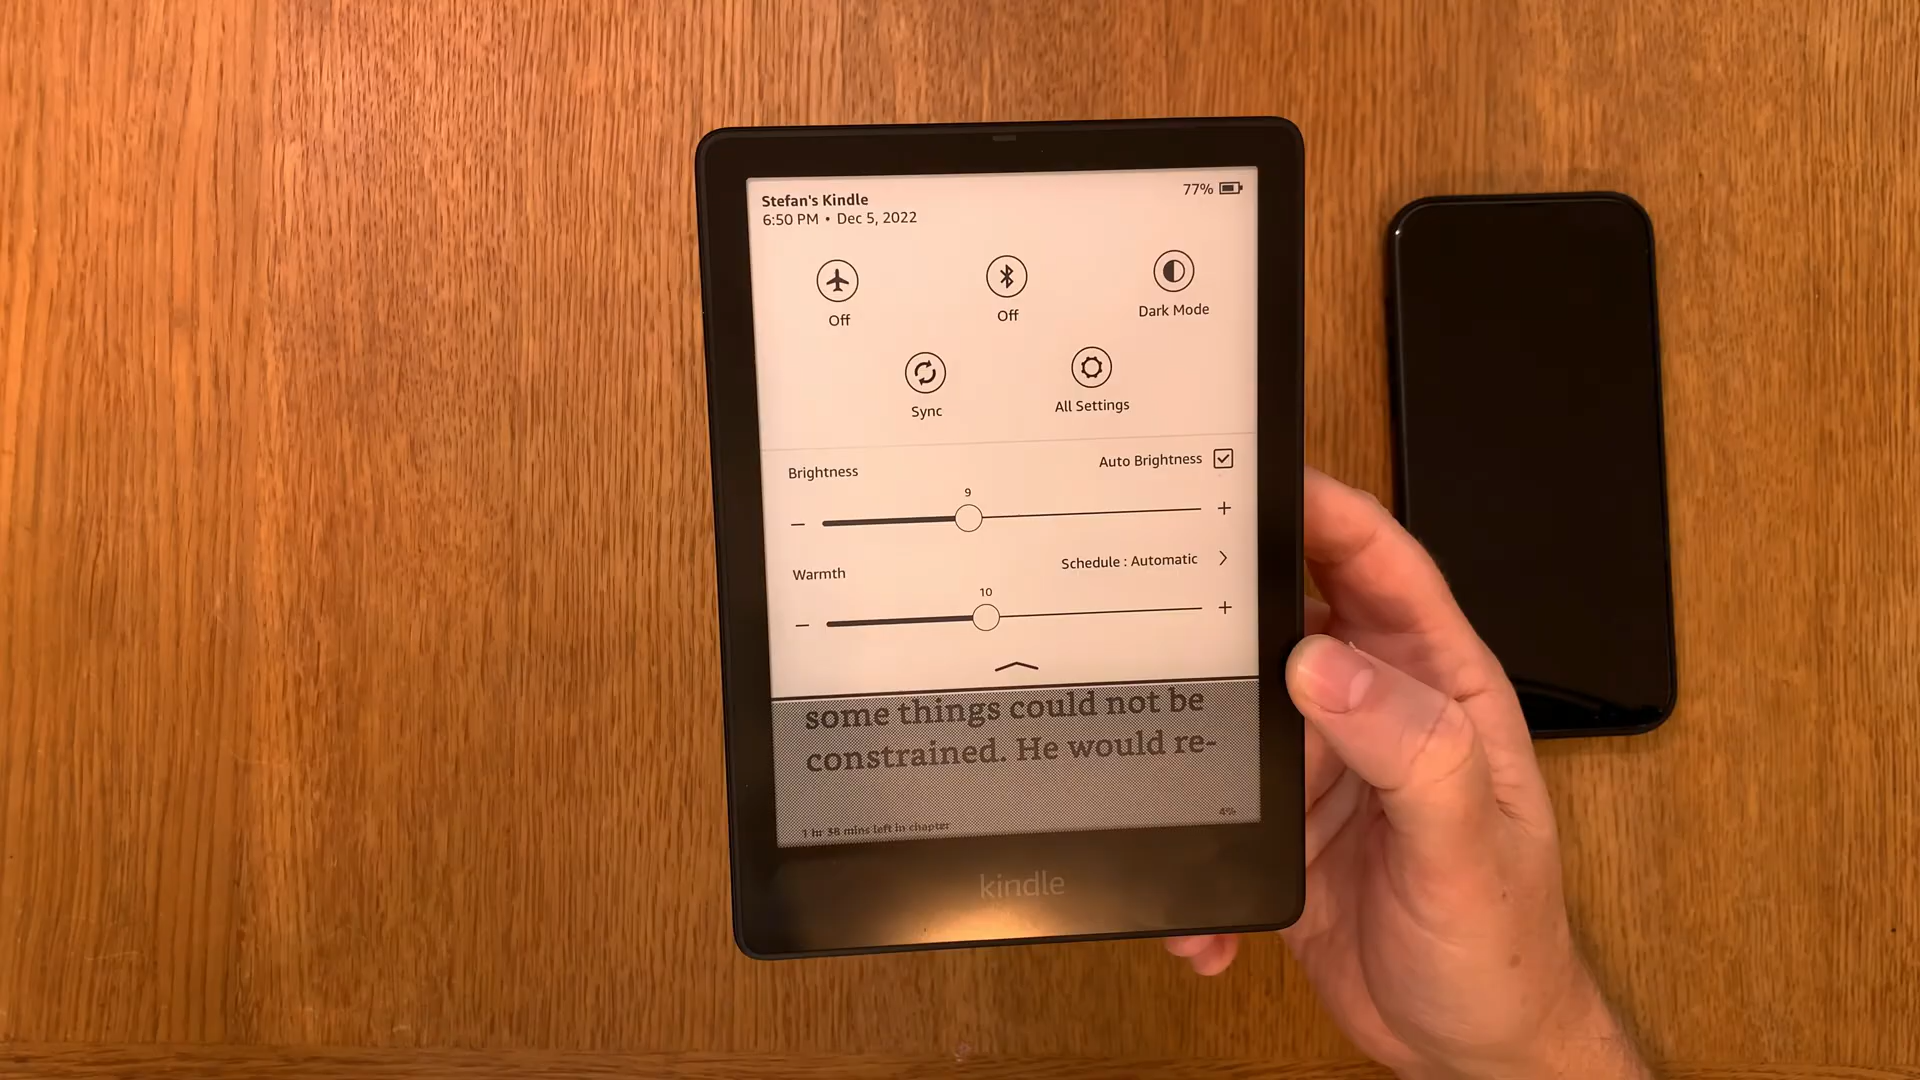 Stefan's Kindle
77%
6:50 PM • Dec 5, 2022
Off
Off
Dark Mode
Sync
All Settings
Brightness
Auto Brightness
9
Warmth
Schedule : Automatic
10
some things could not be
constrained. He would re-
1 hr 38 mins left in chapter
4%
kindle